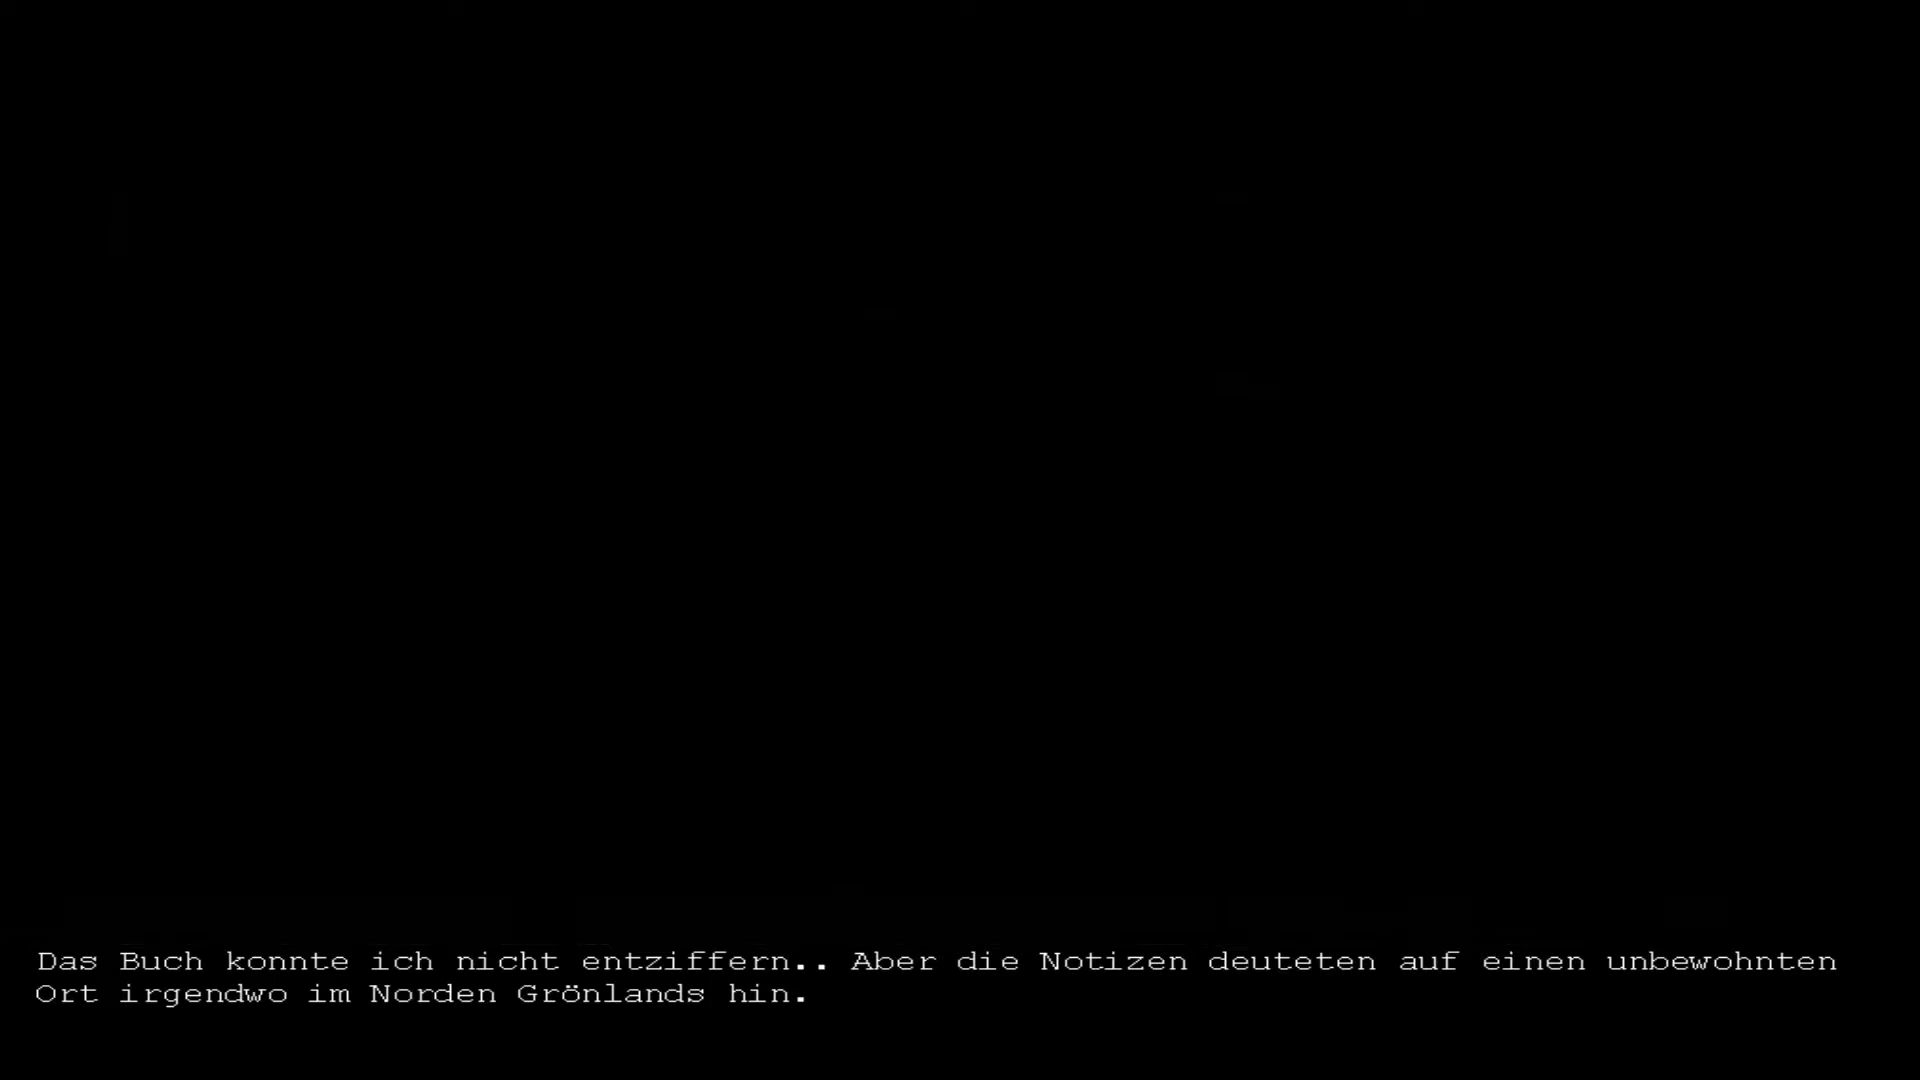 Das Buch konnte ich nicht entziffern.. Aber die Notizen deuteten auf einen unbewohnten
Ort irgendwo im Norden Grönlands hin.